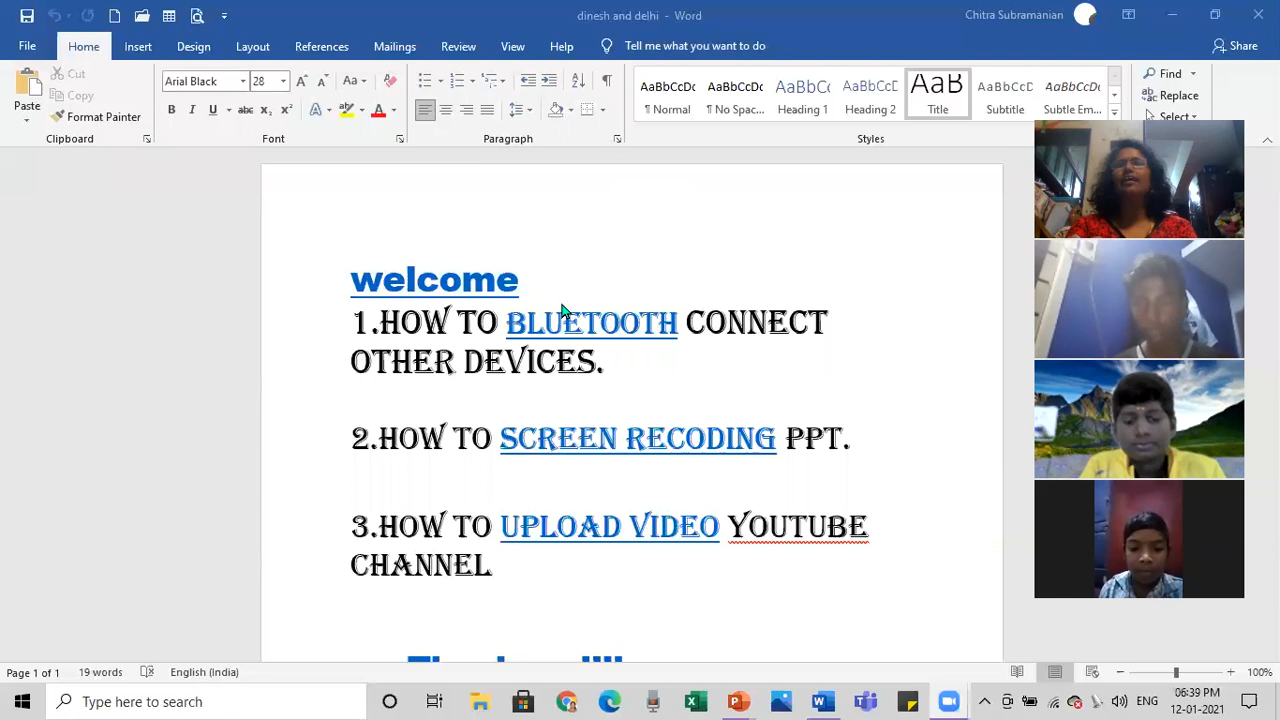 dinesh and delhi - Word
Chitra Subramanian
File Home Insert Design Layout References Mailings Review View Help Tell me what you want to do Share
Paste
Cut
Copy
Format Painter
Clipboard
Arial Black 28
Font
Paragraph
AaBbCcDc AaBbCcDc AaBbCc AaBbCcD AaB AaBbCcD AaBbCcDc
¶ Normal ¶ No Spac... Heading 1 Heading 2 Title Subtitle Subtle Em...
Styles
Find
Replace
Select
welcome
1.HOW TO BLUETOOTH CONNECT
OTHER DEVICES.
2.HOW TO SCREEN RECODING PPT.
3.HOW TO UPLOAD VIDEO YOUTUBE
CHANNEL
Page 1 of 1 19 words English (India) 100%
Type here to search
ENG
06:39 PM
12-01-2021